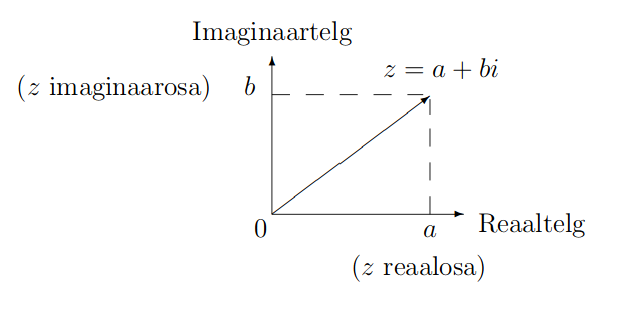 Imaginaartelg
z = a + bi
(z imaginaarosa) b
0 a Reaaltelg
(z reaalosa)